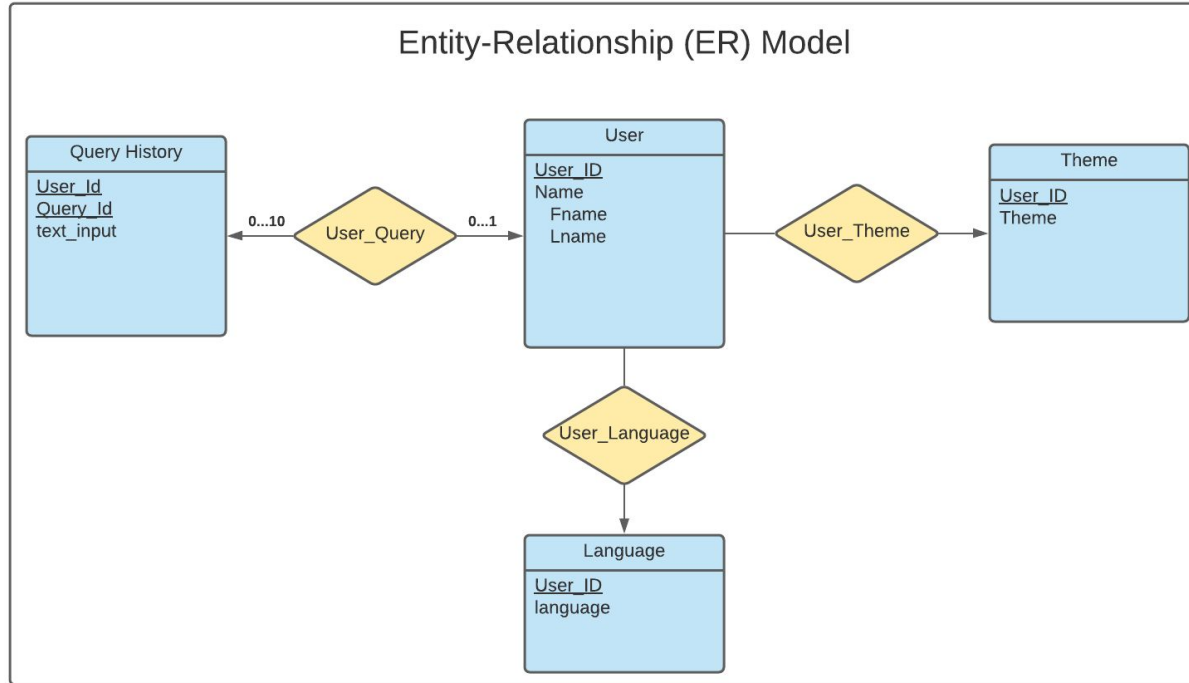 Entity-Relationship (ER) Model
Query History
User_Id
Query_Id
text_input
0...10
User_Query
0...1
User
User_ID
Name
Fname
Lname
User_Theme
Theme
User_ID
Theme
User_Language
Language
User_ID
language